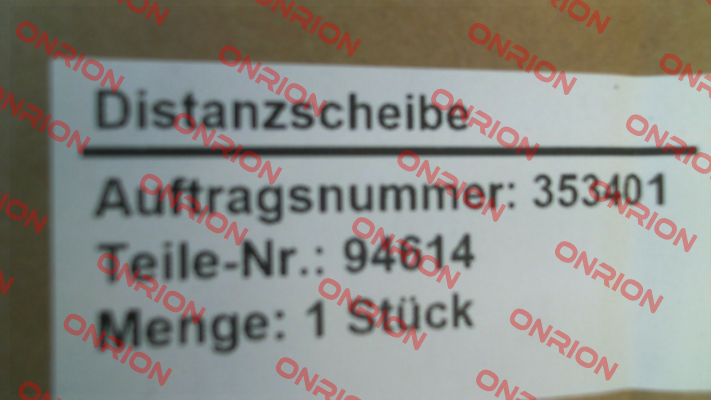 Distanzscheibe
Auftragsnummer: 353401
Teile-Nr.: 94614
Menge: 1 Stück